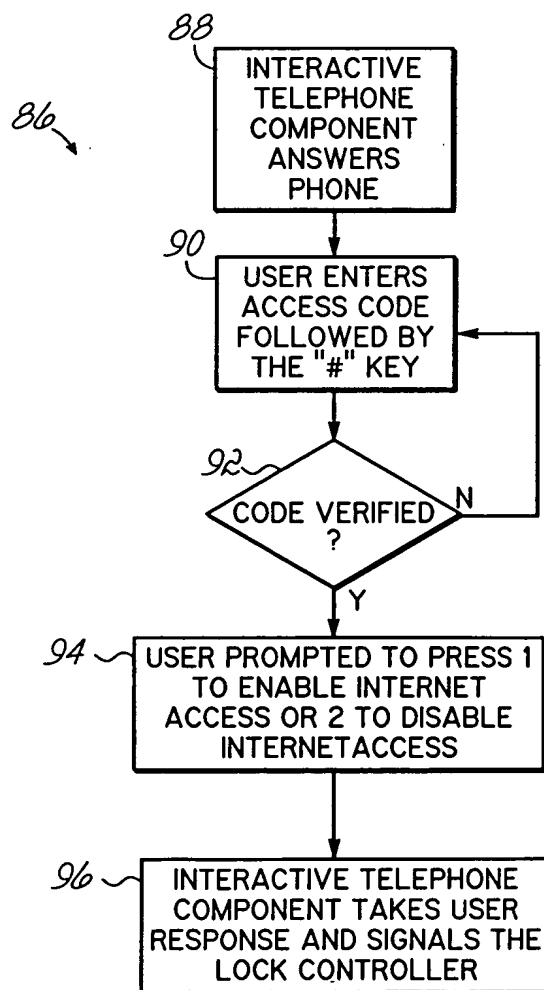 88
INTERACTIVE
TELEPHONE
COMPONENT
ANSWERS
PHONE
86
90
USER ENTERS
ACCESS CODE
FOLLOWED BY
THE "#" KEY
92
CODE VERIFIED
?
N
Y
94
USER PROMPTED TO PRESS 1
TO ENABLE INTERNET
ACCESS OR 2 TO DISABLE
INTERNETACCESS
96
INTERACTIVE TELEPHONE
COMPONENT TAKES USER
RESPONSE AND SIGNALS THE
LOCK CONTROLLER